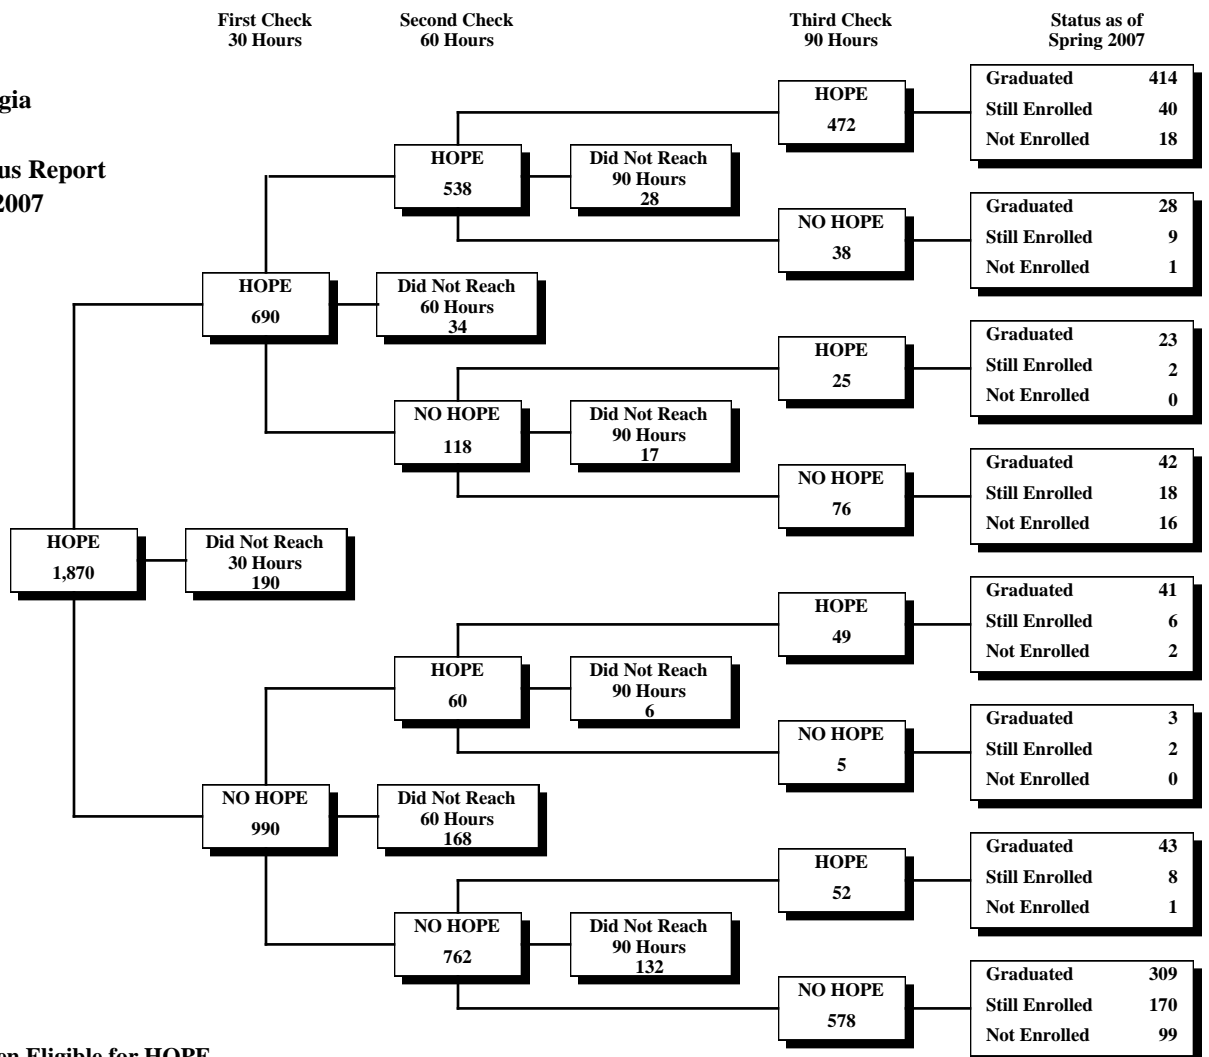 First Check
30 Hours
Second Check
60 Hours
Third Check
90 Hours
Status as of
Spring 2007
gia
us Report
2007
HOPE
1,870
Did Not Reach
30 Hours
190
HOPE
690
Did Not Reach
60 Hours
34
NO HOPE
990
Did Not Reach
60 Hours
168
HOPE
538
Did Not Reach
90 Hours
28
NO HOPE
118
Did Not Reach
90 Hours
17
HOPE
60
Did Not Reach
90 Hours
6
NO HOPE
762
Did Not Reach
90 Hours
132
HOPE
472
Graduated 414
Still Enrolled 40
Not Enrolled 18
NO HOPE
38
Graduated 28
Still Enrolled 9
Not Enrolled 1
HOPE
25
Graduated 23
Still Enrolled 2
Not Enrolled 0
NO HOPE
76
Graduated 42
Still Enrolled 18
Not Enrolled 16
HOPE
49
Graduated 41
Still Enrolled 6
Not Enrolled 2
NO HOPE
5
Graduated 3
Still Enrolled 2
Not Enrolled 0
HOPE
52
Graduated 43
Still Enrolled 8
Not Enrolled 1
NO HOPE
578
Graduated 309
Still Enrolled 170
Not Enrolled 99
en Eligible for HOPE